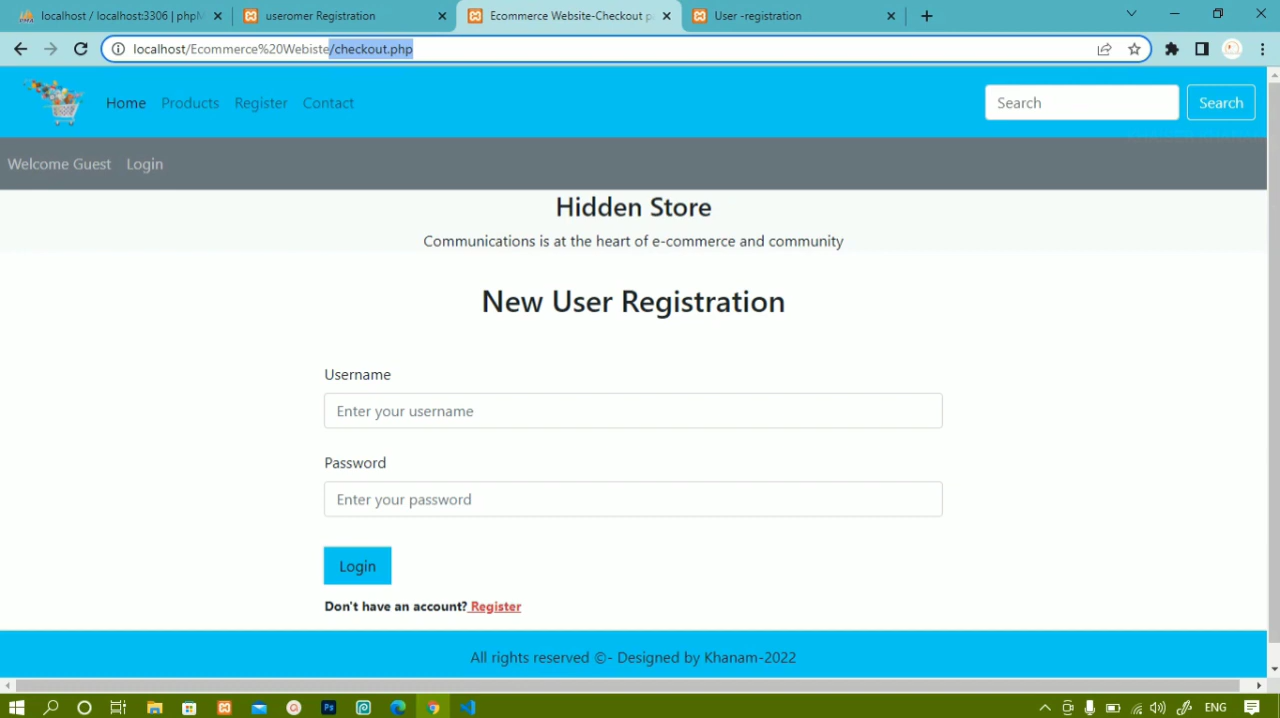 localhost / localhost:3306 | phpM
useromer Registration
Ecommerce Website-Checkout p
User -registration
localhost/Ecommerce%20Webiste/checkout.php
Home Products Register Contact
Search Search
Welcome Guest Login
Hidden Store
Communications is at the heart of e-commerce and community
New User Registration
Username
Enter your username
Password
Enter your password
Login
Don't have an account? Register
All rights reserved ©- Designed by Khanam-2022
ENG